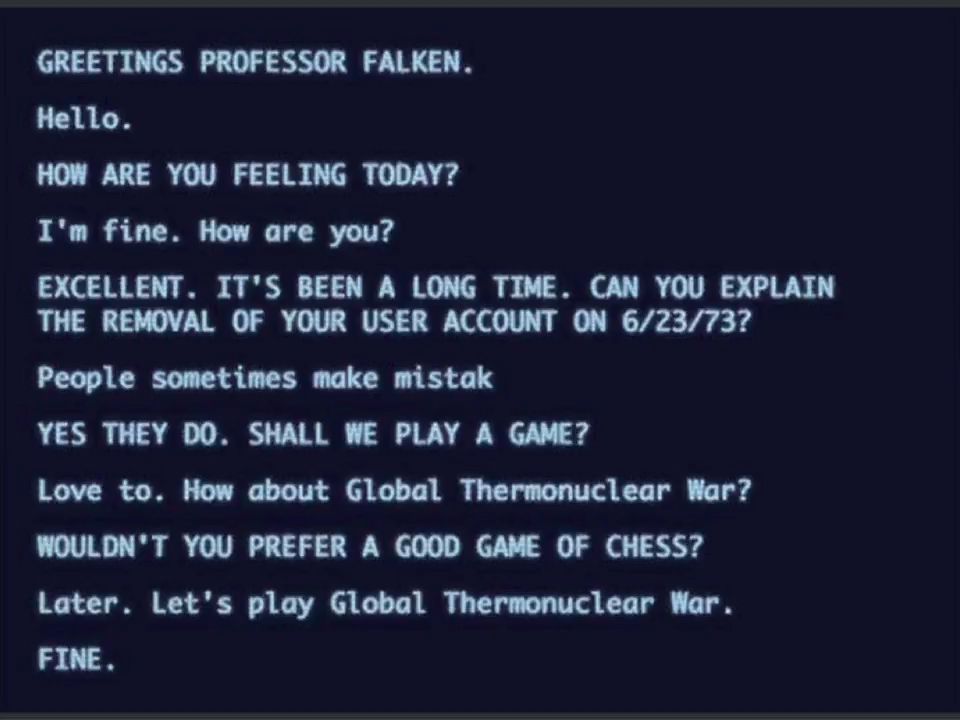 GREETINGS PROFESSOR FALKEN.
Hello.
HOW ARE YOU FEELING TODAY?
I'm fine. How are you?
EXCELLENT. IT'S BEEN A LONG TIME. CAN YOU EXPLAIN
THE REMOVAL OF YOUR USER ACCOUNT ON 6/23/73?
People sometimes make mistak
YES THEY DO. SHALL WE PLAY A GAME?
Love to. How about Global Thermonuclear War?
WOULDN'T YOU PREFER A GOOD GAME OF CHESS?
Later. Let's play Global Thermonuclear War.
FINE.